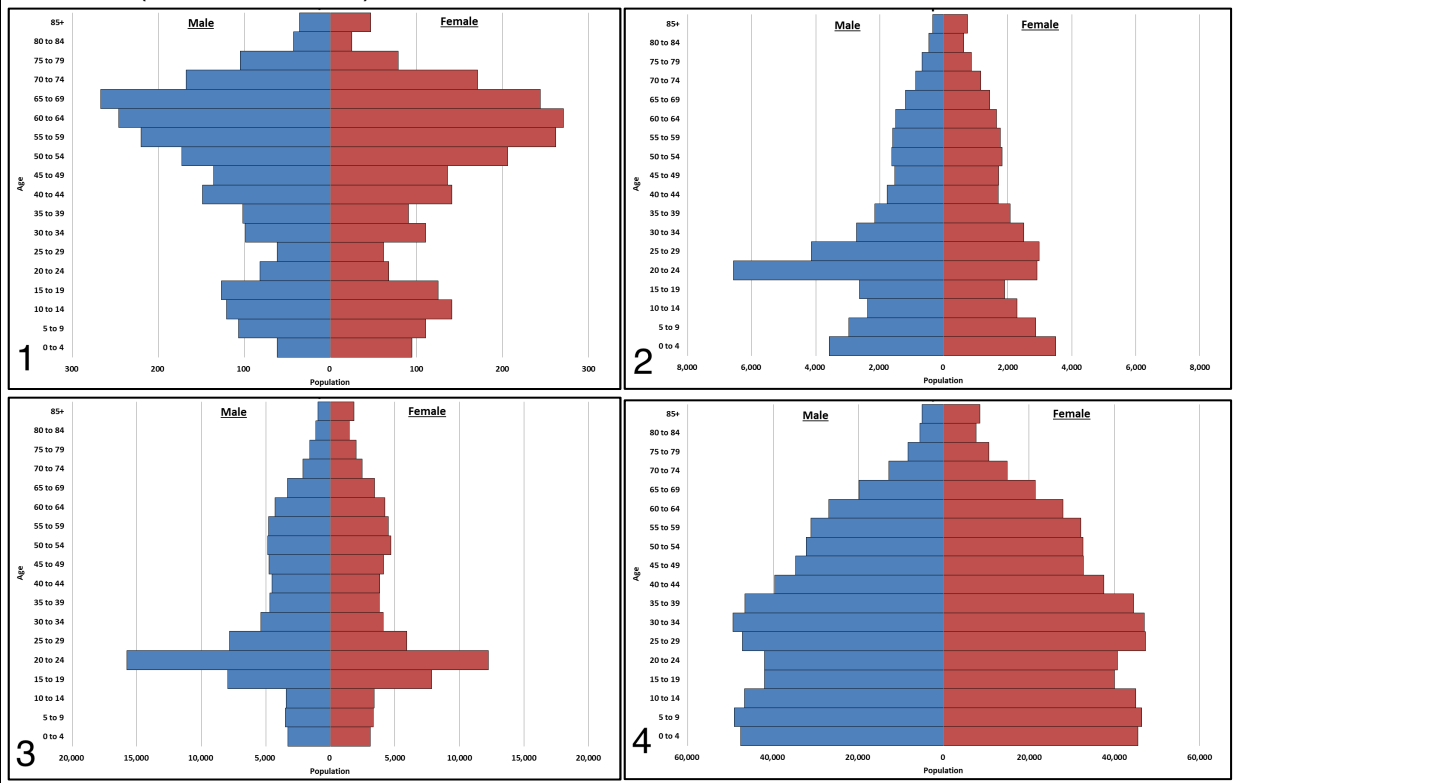 Male
Female
85+
80 to 84
75 to 79
70 to 74
65 to 69
60 to 64
55 to 59
50 to 54
45 to 49
40 to 44
35 to 39
30 to 34
25 to 29
20 to 24
15 to 19
10 to 14
5 to 9
0 to 4
Age
300 200 100 0 100 200 300
Population
1
Male
Female
85+
80 to 84
75 to 79
70 to 74
65 to 69
60 to 64
55 to 59
50 to 54
45 to 49
40 to 44
35 to 39
30 to 34
25 to 29
20 to 24
15 to 19
10 to 14
5 to 9
0 to 4
Age
8,000 6,000 4,000 2,000 0 2,000 4,000 6,000 8,000
Population
2
Male
Female
85+
80 to 84
75 to 79
70 to 74
65 to 69
60 to 64
55 to 59
50 to 54
45 to 49
40 to 44
35 to 39
30 to 34
25 to 29
20 to 24
15 to 19
10 to 14
5 to 9
0 to 4
Age
20,000 15,000 10,000 5,000 0 5,000 10,000 15,000 20,000
Population
3
Male
Female
85+
80 to 84
75 to 79
70 to 74
65 to 69
60 to 64
55 to 59
50 to 54
45 to 49
40 to 44
35 to 39
30 to 34
25 to 29
20 to 24
15 to 19
10 to 14
5 to 9
0 to 4
Age
60,000 40,000 20,000 0 20,000 40,000 60,000
Population
4